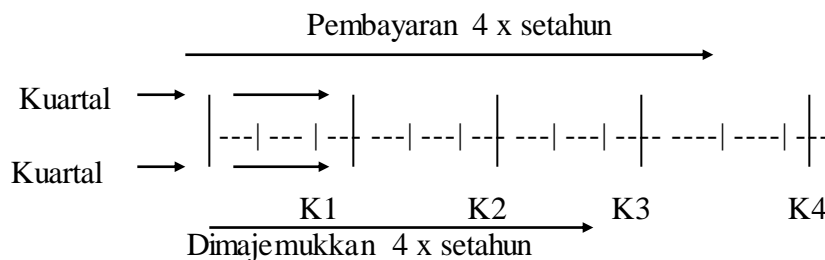 Pembayaran 4 x setahun
Kuartal
Kuartal
K1 K2 K3 K4
Dimajemukkan 4 x setahun